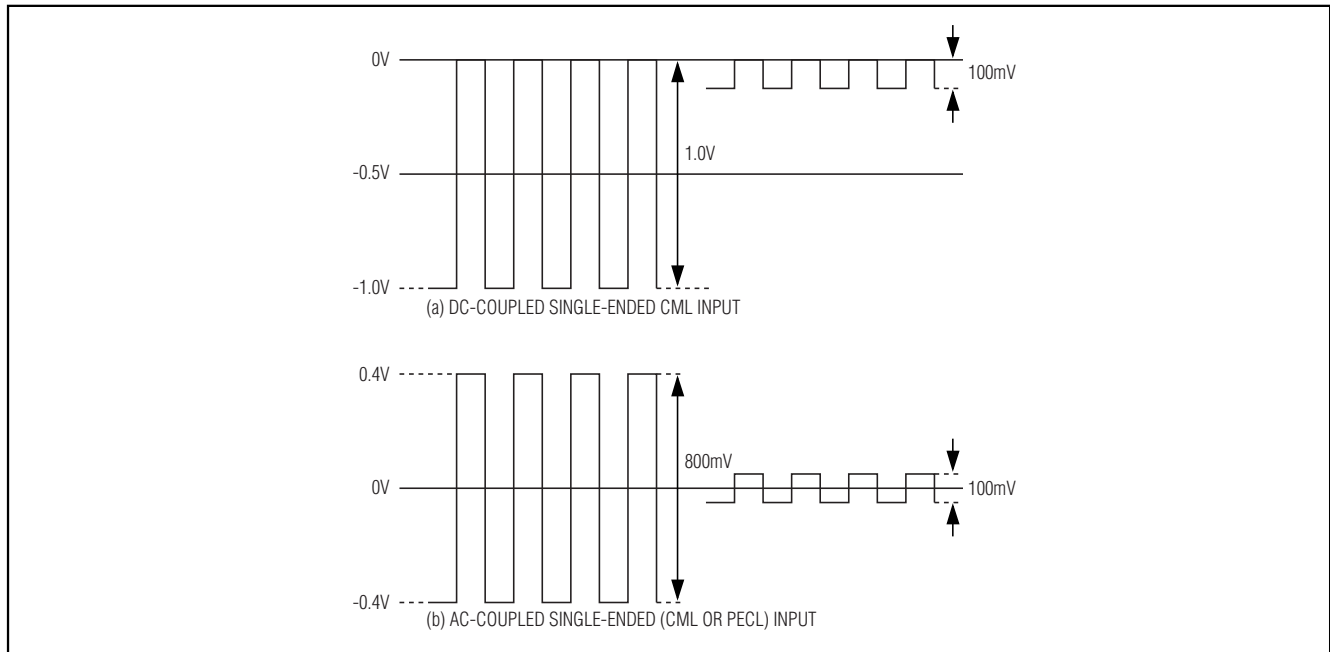 0V
100mV
1.0V
-0.5V
-1.0V
(a) DC-COUPLED SINGLE-ENDED CML INPUT
0.4V
800mV
0V
100mV
-0.4V
(b) AC-COUPLED SINGLE-ENDED (CML OR PECL) INPUT